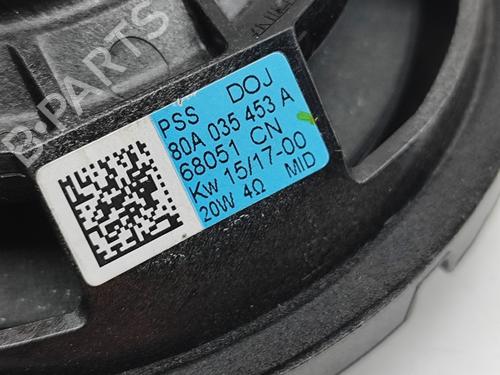 B-PARTS
PSS DOJ
80A 035 453 A
68051 CN
Kw 15/17-00
20W 4Ω MID